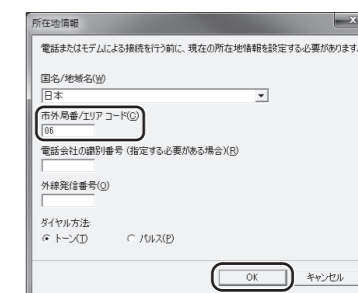 所在地情報
電話またはモデムによる接続を行う前に、現在の所在地情報を設定する必要があります。
国名/地域名(W)
日本
市外局番/エリア コード(C)
06
電話会社の識別番号 (指定する必要がある場合)(R)
外線発信番号(O)
ダイヤル方法:
トーン(T) パルス(P)
OK キャンセル